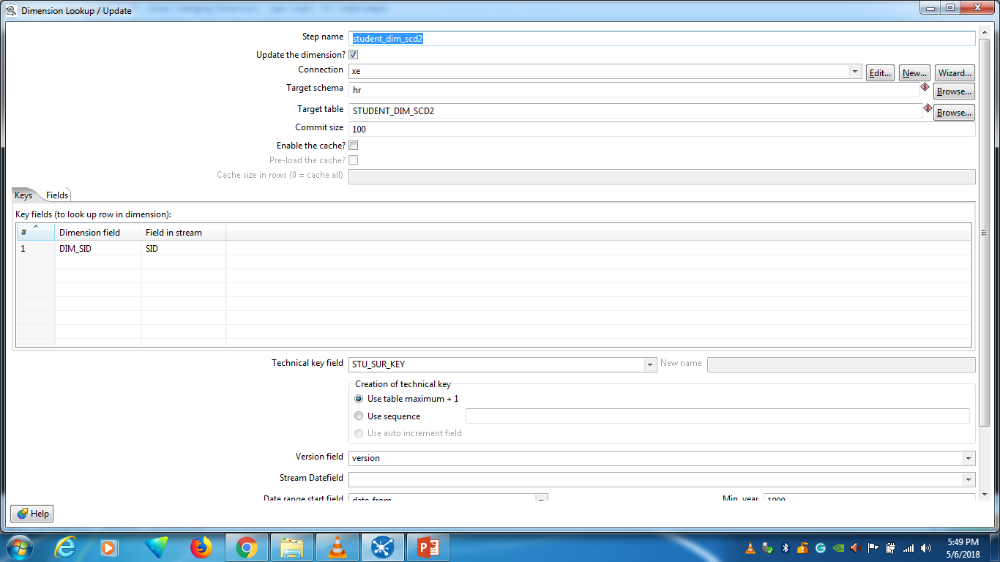 Dimension Lookup / Update
Step name student_dim_scd2
Update the dimension?
Connection xe Edit... New... Wizard...
Target schema hr Browse...
Target table STUDENT_DIM_SCD2 Browse...
Commit size 100
Enable the cache?
Pre-load the cache?
Cache size in rows (0 = cache all)
Keys Fields
Key fields (to look up row in dimension):
# Dimension field Field in stream
1 DIM_SID SID
Technical key field STU_SUR_KEY New name
Creation of technical key
Use table maximum + 1
Use sequence
Use auto increment field
Version field version
Stream Datefield
Date range start field date_from Min. year 1900
Help
5:49 PM
5/6/2018